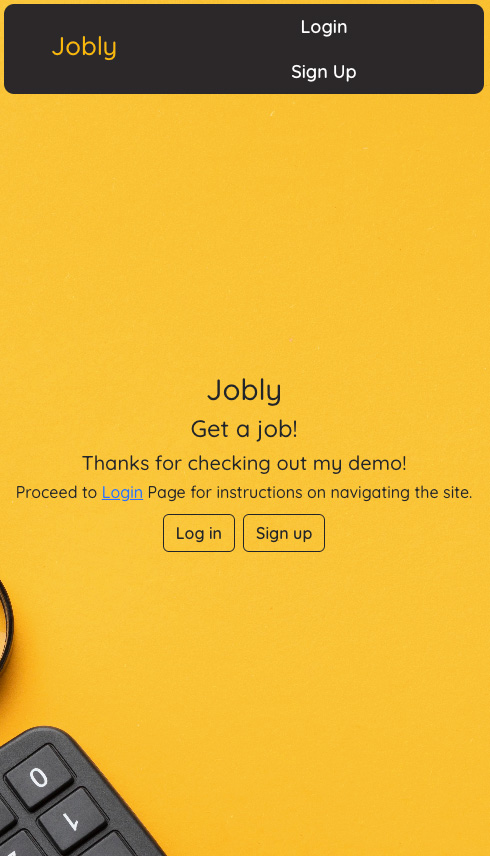 Jobly
Login
Sign Up
Jobly
Get a job!
Thanks for checking out my demo!
Proceed to Login Page for instructions on navigating the site.
Log in
Sign up
0
1